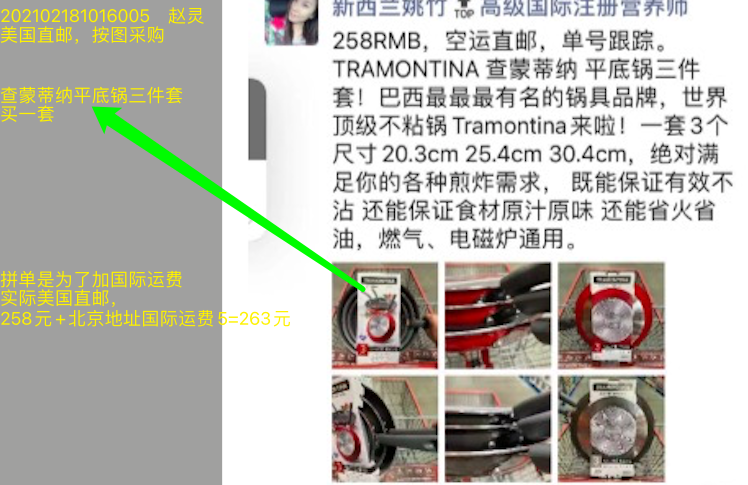 202102181016005 赵灵
美国直邮，按图采购
查蒙蒂纳平底锅三件套
买一套
拼单是为了加国际运费
实际美国直邮，
258元+北京地址国际运费5=263元
新西兰姚竹 TOP 高级国际注册营养师
258RMB，空运直邮，单号跟踪。
TRAMONTINA 查蒙蒂纳 平底锅三件
套！巴西最最最有名的锅具品牌，世界
顶级不粘锅 Tramontina来啦！一套3个
尺寸 20.3cm 25.4cm 30.4cm，绝对满
足你的各种煎炸需求， 既能保证有效不
沾 还能保证食材原汁原味 还能省火省
油，燃气、电磁炉通用。